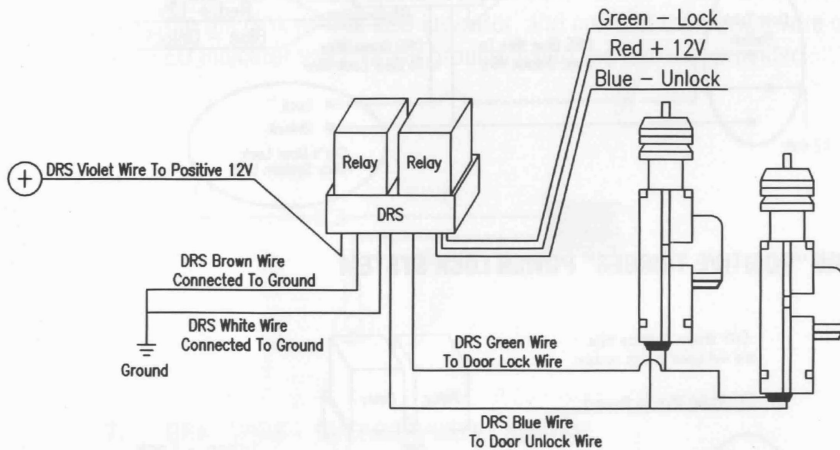 Green - Lock
Red + 12V
Blue - Unlock
Relay Relay
DRS Violet Wire To Positive 12V
DRS
DRS Brown Wire
Connected To Ground
DRS White Wire
Connected To Ground
Ground
DRS Green Wire
To Door Lock Wire
DRS Blue Wire
To Door Unlock Wire